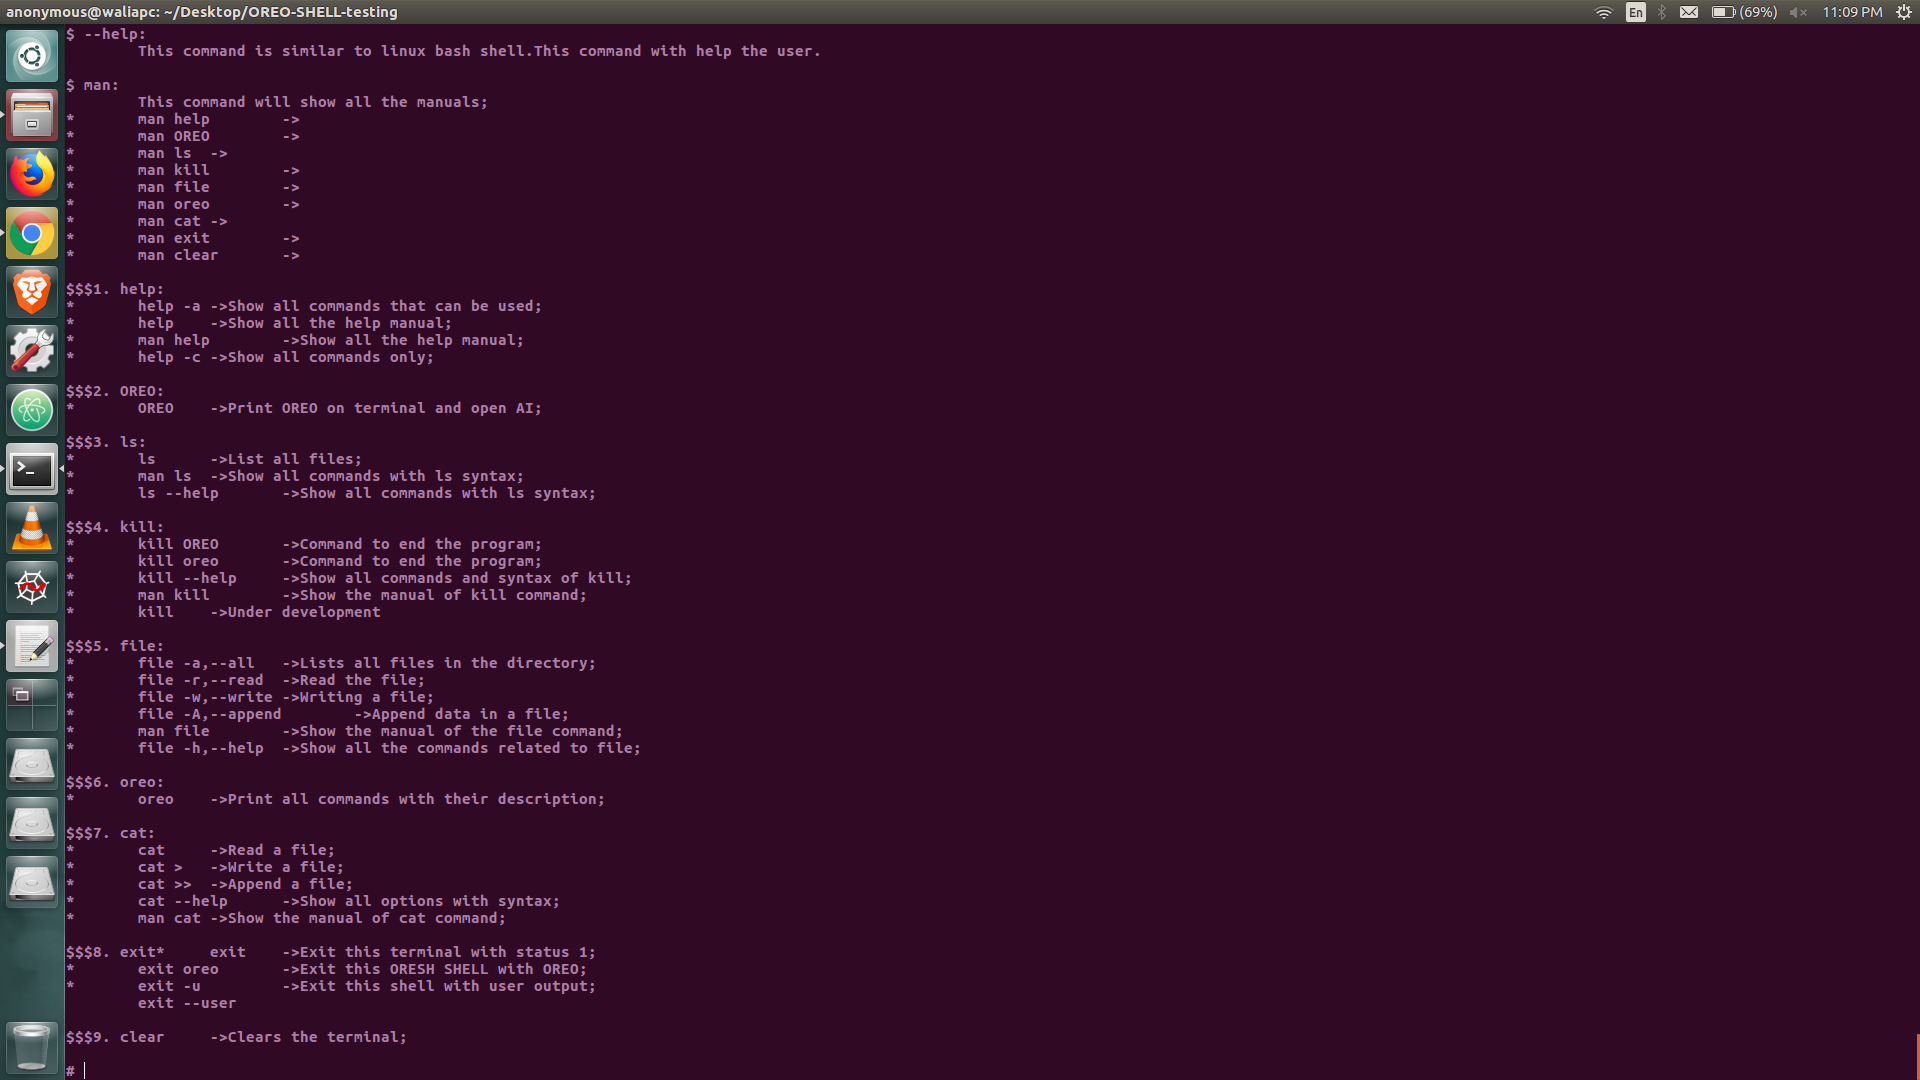 anonymous@waliapc: ~/Desktop/OREO-SHELL-testing En (69%) 11:09 PM
$ --help:
This command is similar to linux bash shell.This command with help the user.
$ man:
This command will show all the manuals;
* man help ->
* man OREO ->
* man ls ->
* man kill ->
* man file ->
* man oreo ->
* man cat ->
* man exit ->
* man clear ->
$$$1. help:
* help -a ->Show all commands that can be used;
* help ->Show all the help manual;
* man help ->Show all the help manual;
* help -c ->Show all commands only;
$$$2. OREO:
* OREO ->Print OREO on terminal and open AI;
$$$3. ls:
* ls ->List all files;
* man ls ->Show all commands with ls syntax;
* ls --help ->Show all commands with ls syntax;
$$$4. kill:
* kill OREO ->Command to end the program;
* kill oreo ->Command to end the program;
* kill --help ->Show all commands and syntax of kill;
* man kill ->Show the manual of kill command;
* kill ->Under development
$$$5. file:
* file -a,--all ->Lists all files in the directory;
* file -r,--read ->Read the file;
* file -w,--write ->Writing a file;
* file -A,--append ->Append data in a file;
* man file ->Show the manual of the file command;
* file -h,--help ->Show all the commands related to file;
$$$6. oreo:
* oreo ->Print all commands with their description;
$$$7. cat:
* cat ->Read a file;
* cat > ->Write a file;
* cat >> ->Append a file;
* cat --help ->Show all options with syntax;
* man cat ->Show the manual of cat command;
$$$8. exit* exit ->Exit this terminal with status 1;
* exit oreo ->Exit this ORESH SHELL with OREO;
* exit -u ->Exit this shell with user output;
exit --user
$$$9. clear ->Clears the terminal;
#